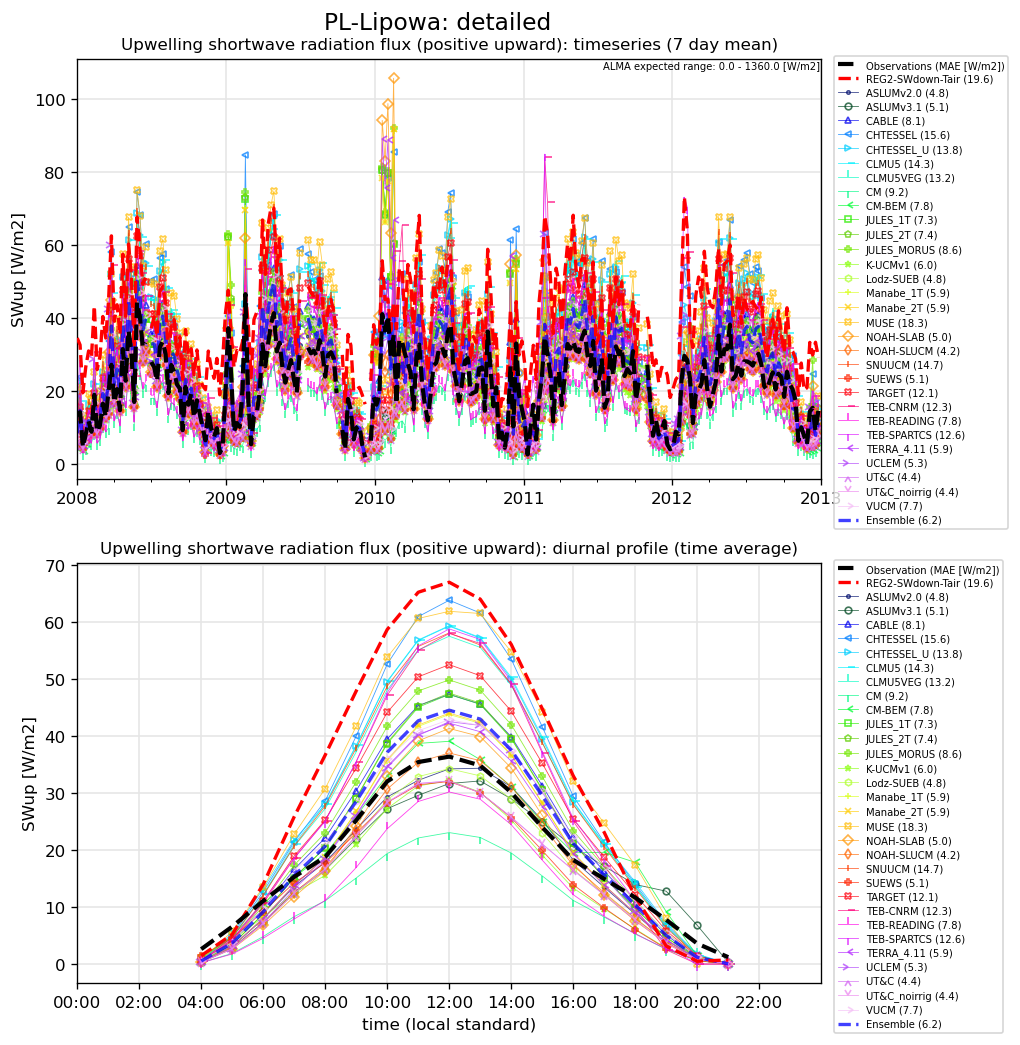 PL-Lipowa: detailed
Upwelling shortwave radiation flux (positive upward): timeseries (7 day mean)
ALMA expected range: 0.0 - 1360.0 [W/m2]
SWup [W/m2]
100
80
60
40
20
0
2008
2009
2010
2011
2012
2013
Observations (MAE [W/m2])
REG2-SWdown-Tair (19.6)
ASLUMv2.0 (4.8)
ASLUMv3.1 (5.1)
CABLE (8.1)
CHTESSEL (15.6)
CHTESSEL_U (13.8)
CLMU5 (14.3)
CLMU5VEG (13.2)
CM (9.2)
CM-BEM (7.8)
JULES_1T (7.3)
JULES_2T (7.4)
JULES_MORUS (8.6)
K-UCMv1 (6.0)
Lodz-SUEB (4.8)
Manabe_1T (5.9)
Manabe_2T (5.9)
MUSE (18.3)
NOAH-SLAB (5.0)
NOAH-SLUCM (4.2)
SNUUCM (14.7)
SUEWS (5.1)
TARGET (12.1)
TEB-CNRM (12.3)
TEB-READING (7.8)
TEB-SPARTCS (12.6)
TERRA_4.11 (5.9)
UCLEM (5.3)
UT&C (4.4)
UT&C_noirrig (4.4)
VUCM (7.7)
Ensemble (6.2)
Upwelling shortwave radiation flux (positive upward): diurnal profile (time average)
SWup [W/m2]
70
60
50
40
30
20
10
0
00:00
02:00
04:00
06:00
08:00
10:00
12:00
14:00
16:00
18:00
20:00
22:00
time (local standard)
Observation (MAE [W/m2])
REG2-SWdown-Tair (19.6)
ASLUMv2.0 (4.8)
ASLUMv3.1 (5.1)
CABLE (8.1)
CHTESSEL (15.6)
CHTESSEL_U (13.8)
CLMU5 (14.3)
CLMU5VEG (13.2)
CM (9.2)
CM-BEM (7.8)
JULES_1T (7.3)
JULES_2T (7.4)
JULES_MORUS (8.6)
K-UCMv1 (6.0)
Lodz-SUEB (4.8)
Manabe_1T (5.9)
Manabe_2T (5.9)
MUSE (18.3)
NOAH-SLAB (5.0)
NOAH-SLUCM (4.2)
SNUUCM (14.7)
SUEWS (5.1)
TARGET (12.1)
TEB-CNRM (12.3)
TEB-READING (7.8)
TEB-SPARTCS (12.6)
TERRA_4.11 (5.9)
UCLEM (5.3)
UT&C (4.4)
UT&C_noirrig (4.4)
VUCM (7.7)
Ensemble (6.2)